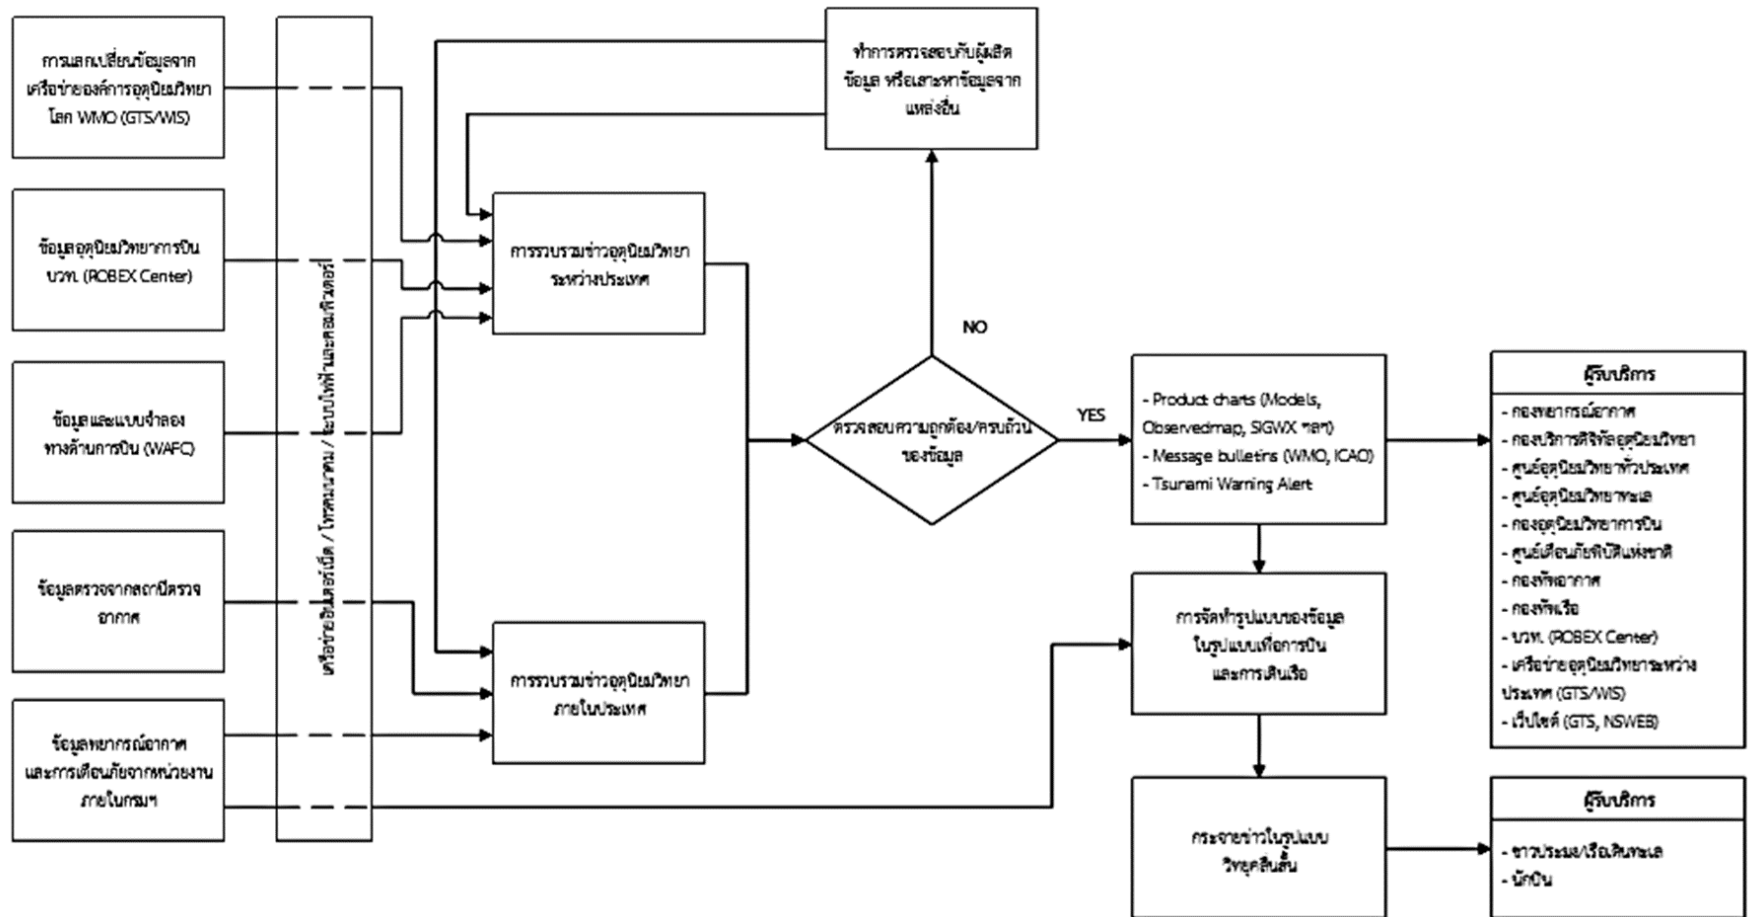 การแลกเปลี่ยนข้อมูลจาก
เครือข่ายองค์การอุตุนิยมวิทยา
โลก WMO (GTS/WIS)
ข้อมูลอุตุนิยมวิทยาการบิน
บวท. (ROBEX Center)
ข้อมูลและแบบจำลอง
ทางด้านการบิน (WAFC)
ข้อมูลตรวจจากสถานีตรวจ
อากาศ
ข้อมูลพยากรณ์อากาศ
และการเตือนภัยจากหน่วยงาน
ภายในกรมฯ
เครือข่ายอินเตอร์เน็ต / โทรคมนาคม / ระบบไฟฟ้าและคอมพิวเตอร์
การรวบรวมข่าวอุตุนิยมวิทยา
ระหว่างประเทศ
การรวบรวมข่าวอุตุนิยมวิทยา
ภายในประเทศ
ทำการตรวจสอบกับผู้ผลิต
ข้อมูล หรือเสาะหาข้อมูลจาก
แหล่งอื่น
NO
ตรวจสอบความถูกต้อง/ครบถ้วน
ของข้อมูล
YES
- Product charts (Models,
Observedmap, SIGWX ฯลฯ)
- Message bulletins (WMO, ICAO)
- Tsunami Warning Alert
การจัดทำรูปแบบของข้อมูล
ในรูปแบบเพื่อการบิน
และการเดินเรือ
กระจายข่าวในรูปแบบ
วิทยุคลื่นสั้น
ผู้รับบริการ
- กองพยากรณ์อากาศ
- กองบริการดิจิทัลอุตุนิยมวิทยา
- ศูนย์อุตุนิยมวิทยาทั่วประเทศ
- ศูนย์อุตุนิยมวิทยาทะเล
- กองอุตุนิยมวิทยาการบิน
- ศูนย์เตือนภัยพิบัติแห่งชาติ
- กองทัพอากาศ
- กองทัพเรือ
- บวท. (ROBEX Center)
- เครือข่ายอุตุนิยมวิทยาระหว่าง
ประเทศ (GTS/WIS)
- เว็ปไซต์ (GTS, NSWEB)
ผู้รับบริการ
- ชาวประมง/เรือเดินทะเล
- นักบิน